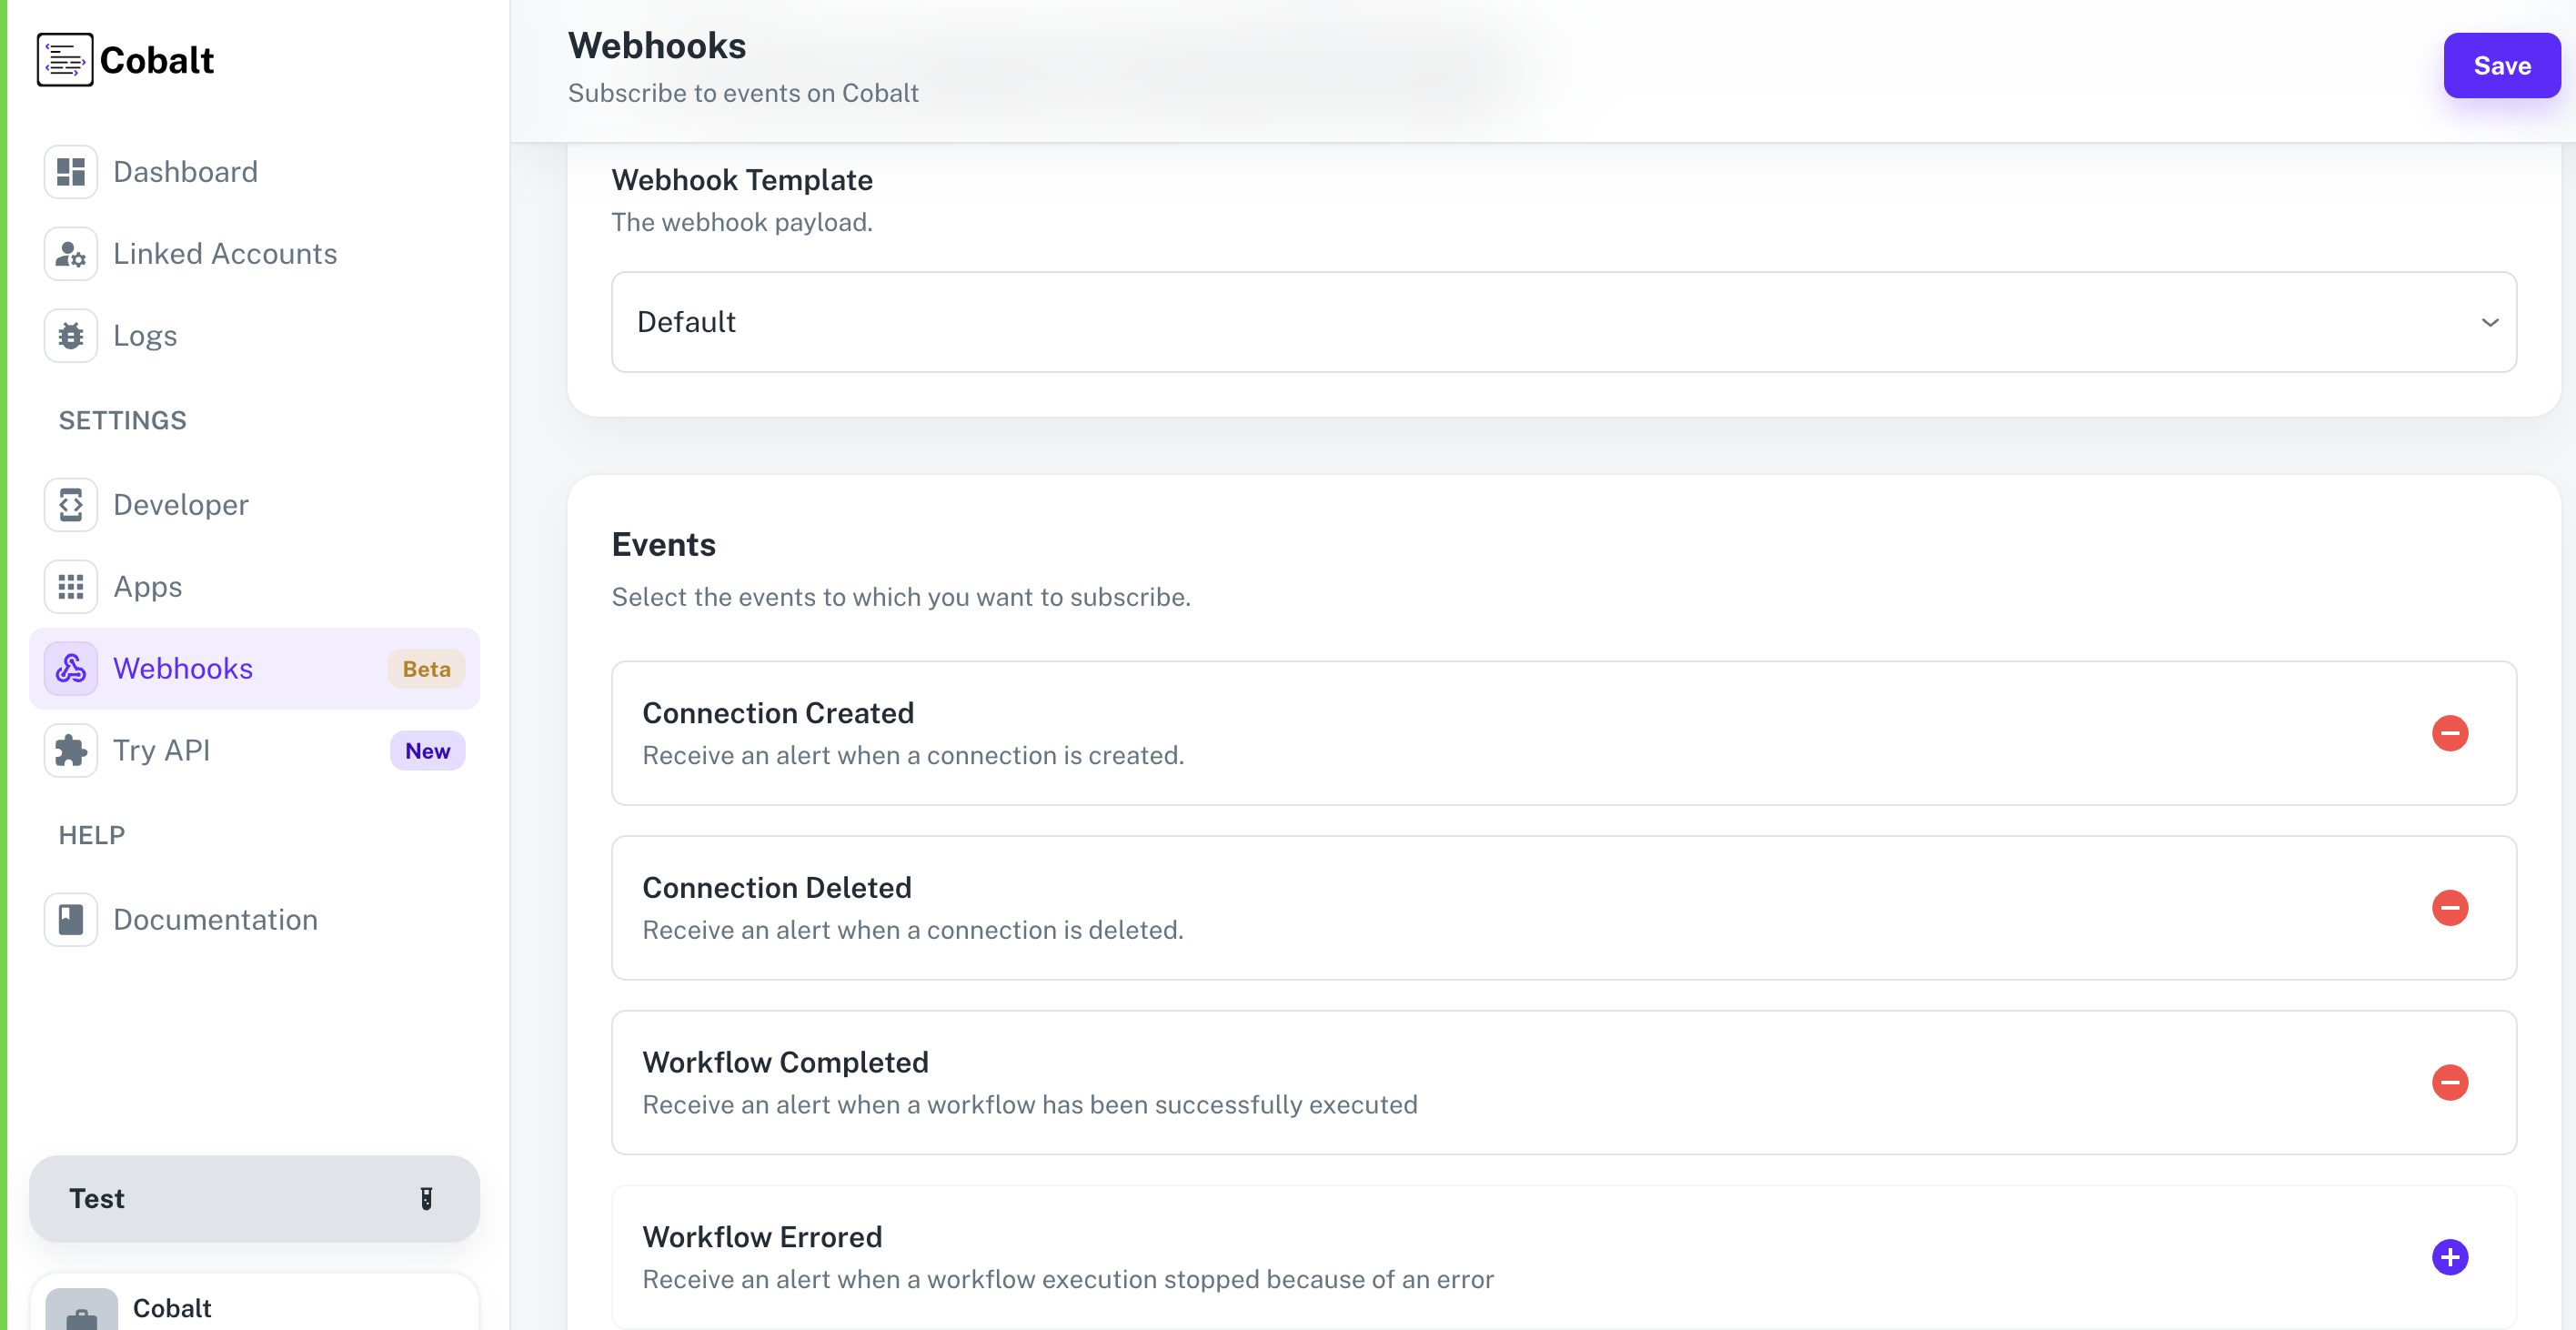 Cobalt
Dashboard
Linked Accounts
Logs
SETTINGS
Developer
Apps
Webhooks Beta
Try API New
HELP
Documentation
Test
Cobalt
Webhooks
Subscribe to events on Cobalt
Save
Webhook Template
The webhook payload.
Default
Events
Select the events to which you want to subscribe.
Connection Created
Receive an alert when a connection is created.
Connection Deleted
Receive an alert when a connection is deleted.
Workflow Completed
Receive an alert when a workflow has been successfully executed
Workflow Errored
Receive an alert when a workflow execution stopped because of an error